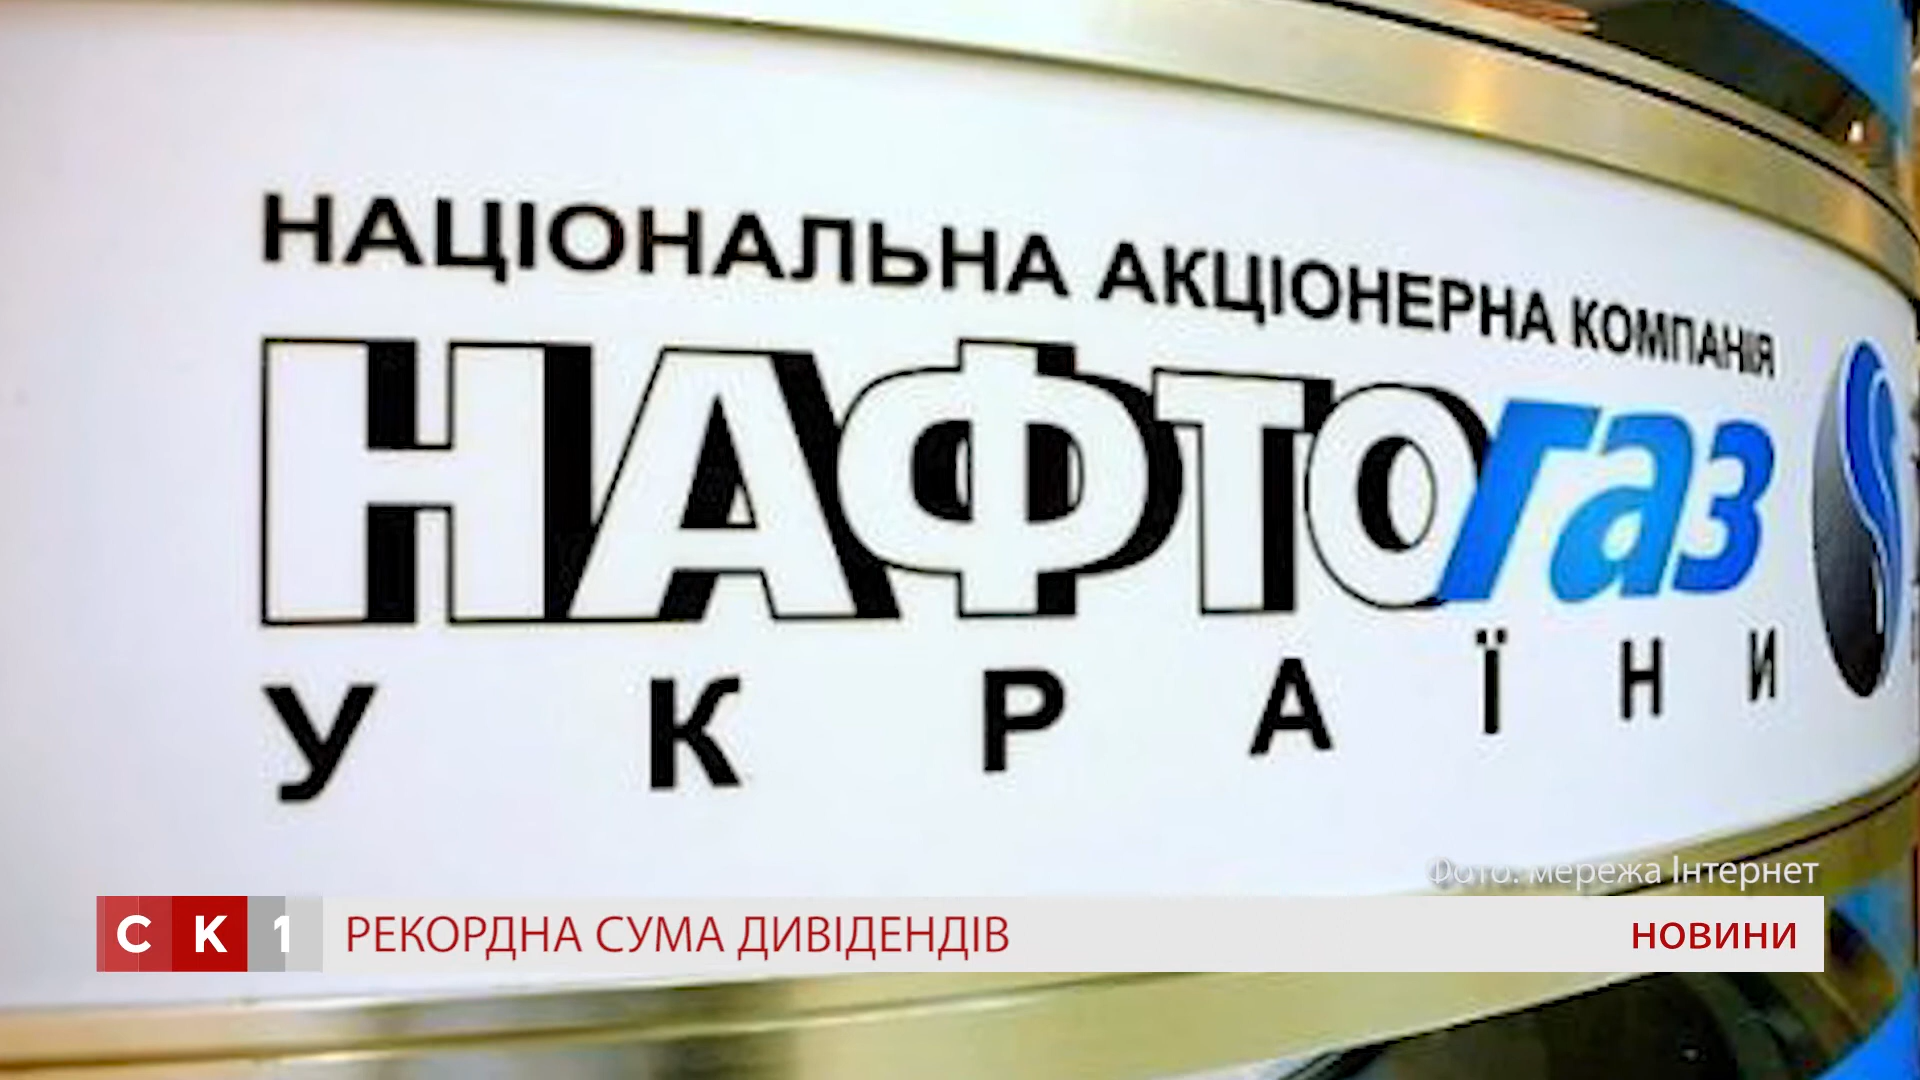 НАЦІОНАЛЬНА АКЦІОНЕРНА КОМПАНІЯ
НАФТОГАЗ
УКРАЇНИ
Фото: мережа Інтернет
СК1 РЕКОРДНА СУМА ДИВІДЕНДІВ НОВИНИ